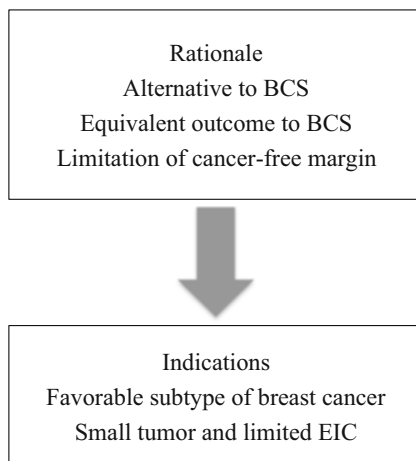 Rationale
Alternative to BCS
Equivalent outcome to BCS
Limitation of cancer-free margin
Indications
Favorable subtype of breast cancer
Small tumor and limited EIC